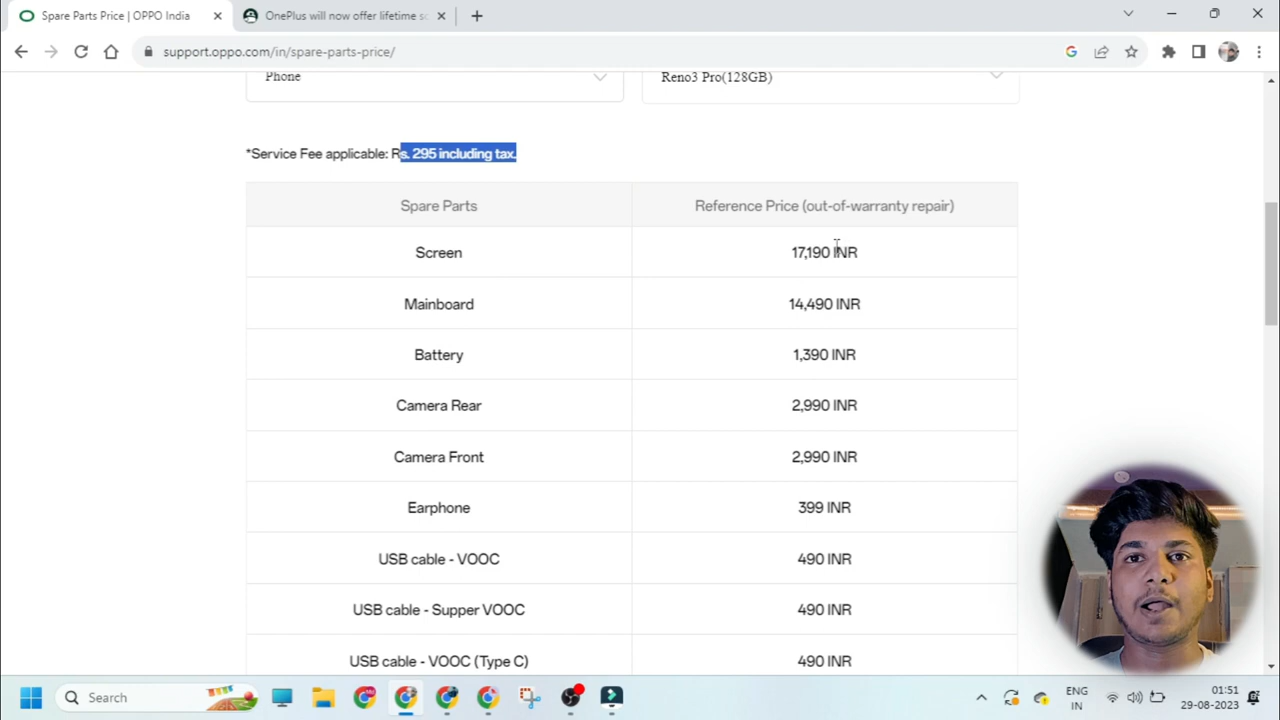 Spare Parts Price | OPPO India
OnePlus will now offer lifetime sc
support.oppo.com/in/spare-parts-price/
Phone
Reno3 Pro(128GB)
*Service Fee applicable: Rs. 295 including tax.
Spare Parts
Reference Price (out-of-warranty repair)
Screen
17,190 INR
Mainboard
14,490 INR
Battery
1,390 INR
Camera Rear
2,990 INR
Camera Front
2,990 INR
Earphone
399 INR
USB cable - VOOC
490 INR
USB cable - Supper VOOC
490 INR
USB cable - VOOC (Type C)
490 INR
Search
ENG
IN
01:51
29-08-2023